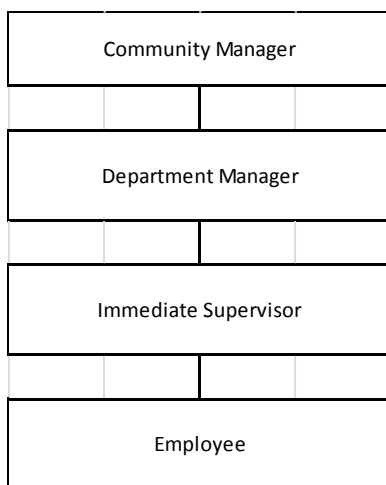 Community Manager
Department Manager
Immediate Supervisor
Employee